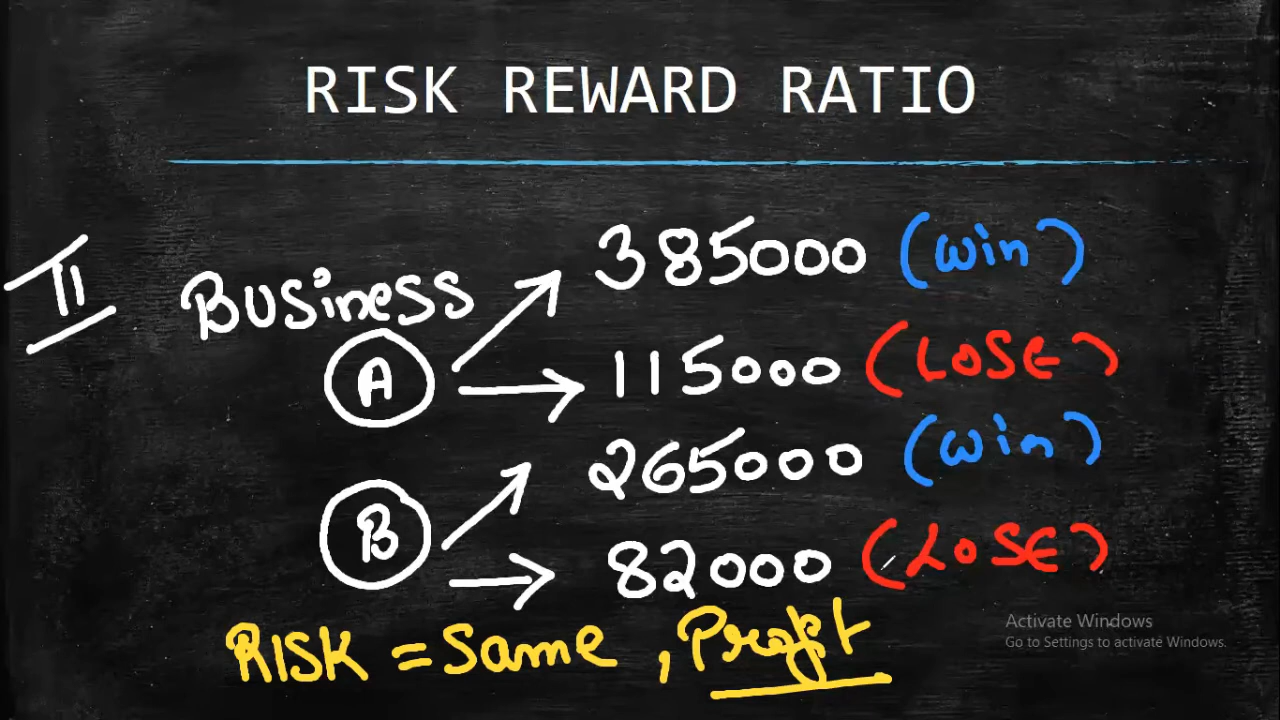 RISK REWARD RATIO
II
Business
A
385000 (win)
115000 (LOSE)
B
265000 (win)
82000 (LOSE)
RISK = Same, Profit
Activate Windows
Go to Settings to activate Windows.